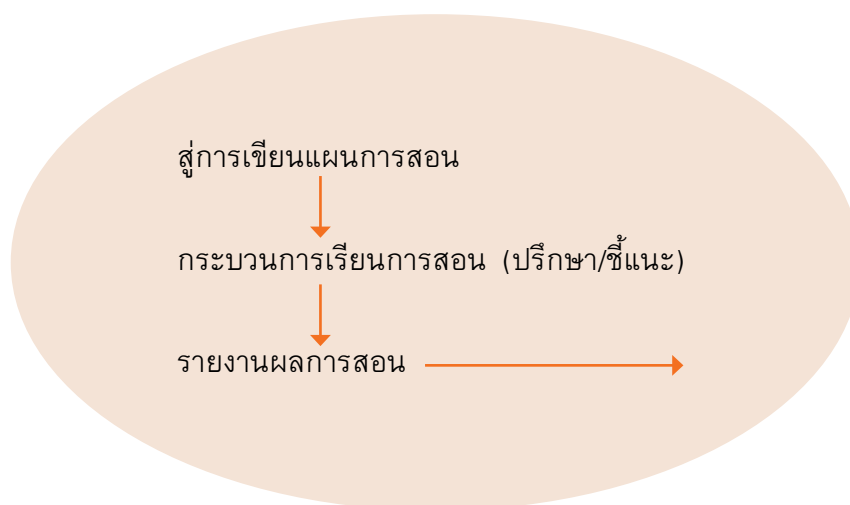 สู่การเขียนแผนการสอน
กระบวนการเรียนการสอน (ปรึกษา/ชี้แนะ)
รายงานผลการสอน